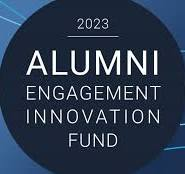 2023
ALUMNI
ENGAGEMENT
INNOVATION
FUND